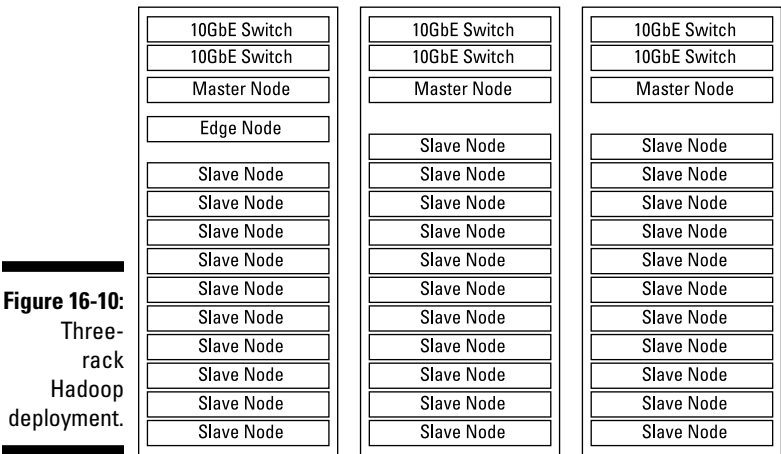 Figure 16-10:
Three-
rack
Hadoop
deployment.
10GbE Switch
10GbE Switch
Master Node
Edge Node
Slave Node
Slave Node
Slave Node
Slave Node
Slave Node
Slave Node
Slave Node
Slave Node
Slave Node
Slave Node
10GbE Switch
10GbE Switch
Master Node
Slave Node
Slave Node
Slave Node
Slave Node
Slave Node
Slave Node
Slave Node
Slave Node
Slave Node
Slave Node
Slave Node
10GbE Switch
10GbE Switch
Master Node
Slave Node
Slave Node
Slave Node
Slave Node
Slave Node
Slave Node
Slave Node
Slave Node
Slave Node
Slave Node
Slave Node